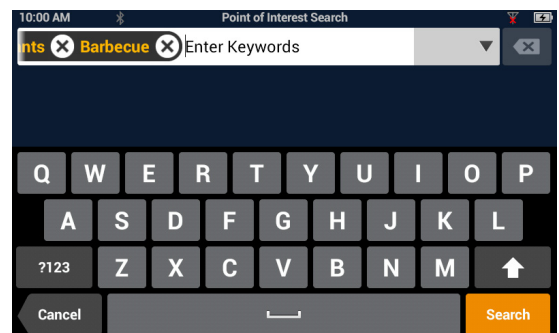 10:00 AM Point of Interest Search
nts Barbecue Enter Keywords
Q W E R T Y U I O P
A S D F G H J K L
?123 Z X C V B N M
Cancel Search